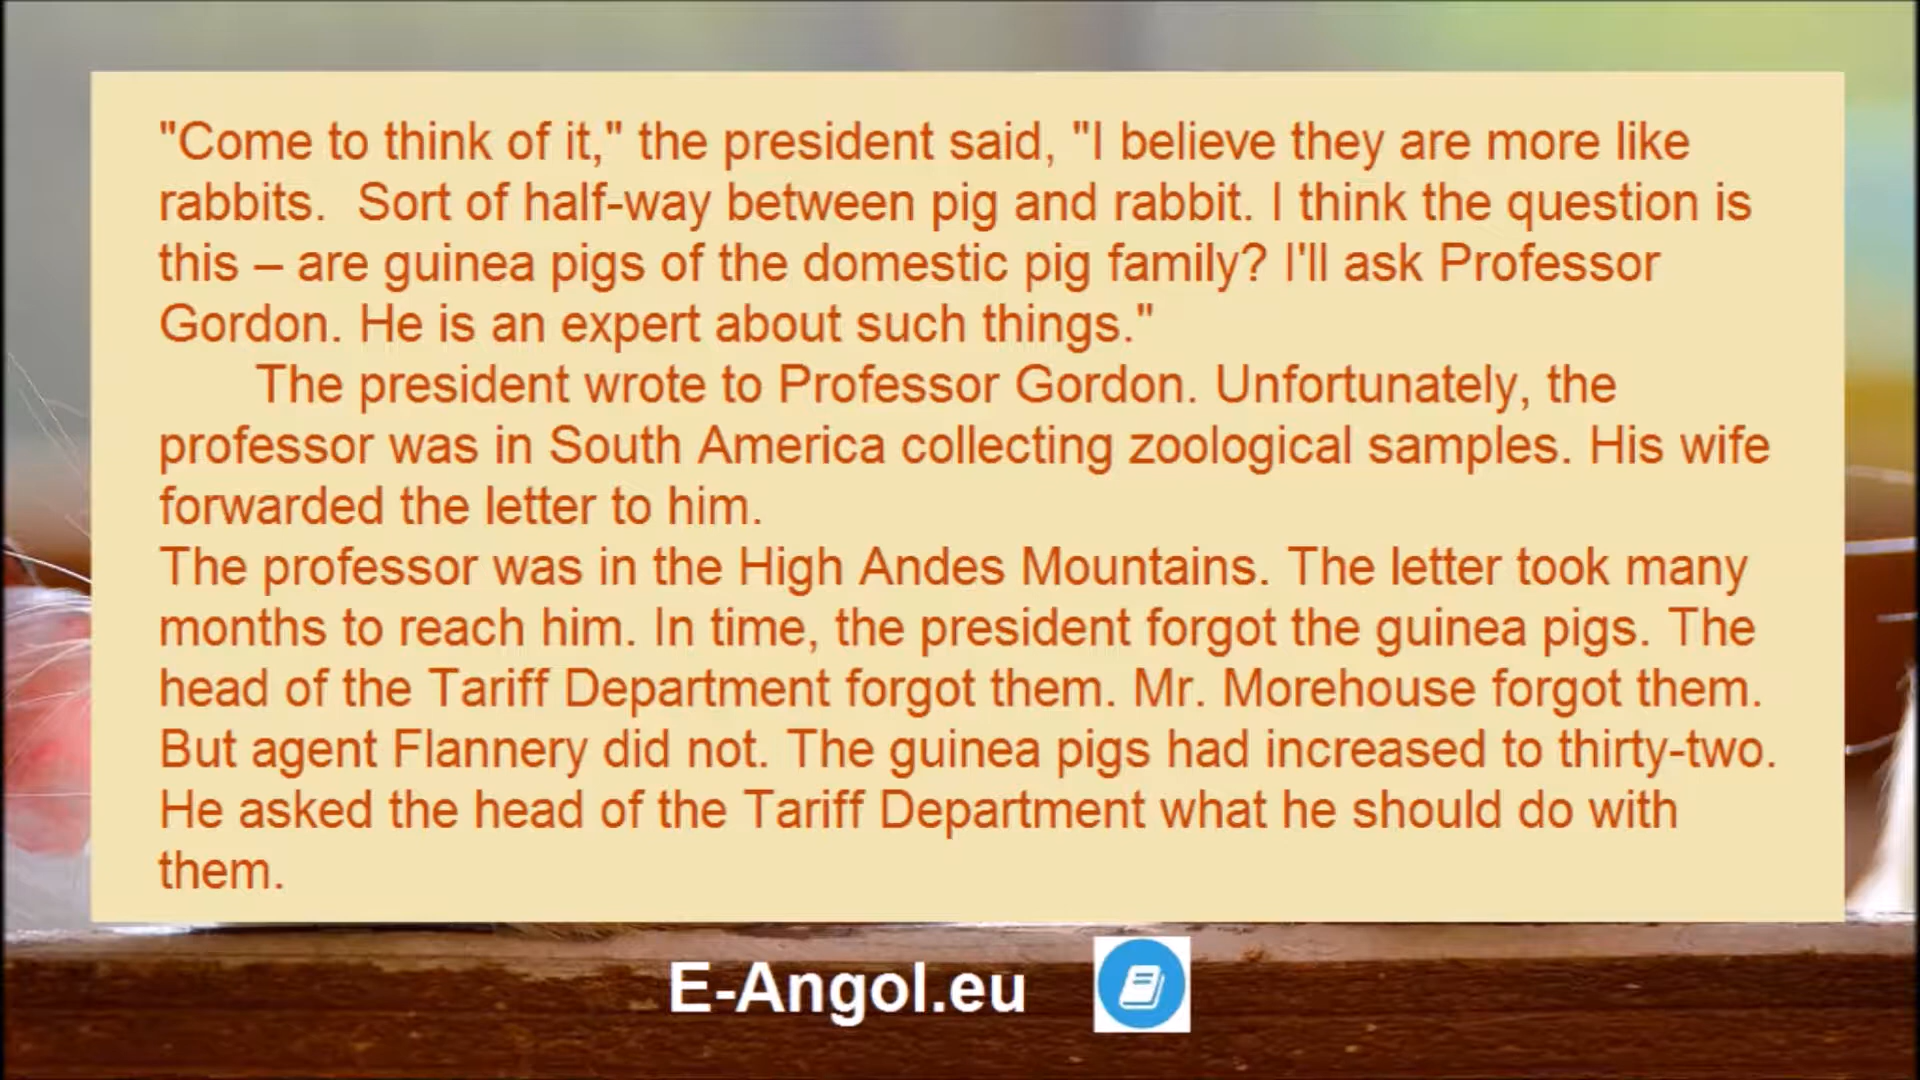 "Come to think of it," the president said, "I believe they are more like
rabbits.  Sort of half-way between pig and rabbit. I think the question is
this – are guinea pigs of the domestic pig family? I'll ask Professor
Gordon. He is an expert about such things."
The president wrote to Professor Gordon. Unfortunately, the
professor was in South America collecting zoological samples. His wife
forwarded the letter to him.
The professor was in the High Andes Mountains. The letter took many
months to reach him. In time, the president forgot the guinea pigs. The
head of the Tariff Department forgot them. Mr. Morehouse forgot them.
But agent Flannery did not. The guinea pigs had increased to thirty-two.
He asked the head of the Tariff Department what he should do with
them.
E-Angol.eu